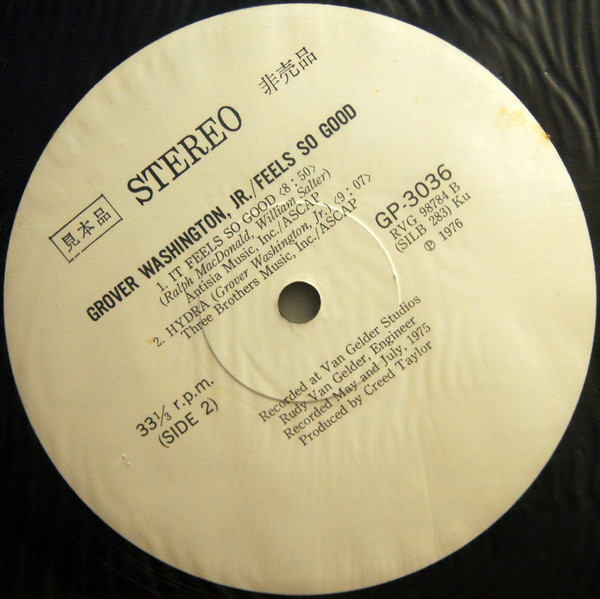 見本品
STEREO
非売品
GROVER WASHINGTON, JR./FEELS SO GOOD
1. IT FEELS SO GOOD 〈8:50〉
(Ralph MacDonald, William Salter)
Antisia Music, Inc./ASCAP
2. HYDRA (Grover Washington, Jr.) 〈9:07〉
Three Brothers Music, Inc./ASCAP
GP-3036
RVG 98784 B
(SILB 283) Ku
Ⓟ 1976
33⅓ r.p.m.
(SIDE 2)
Recorded at Van Gelder Studios
Rudy Van Gelder, Engineer
Recorded May and July, 1975
Produced by Creed Taylor